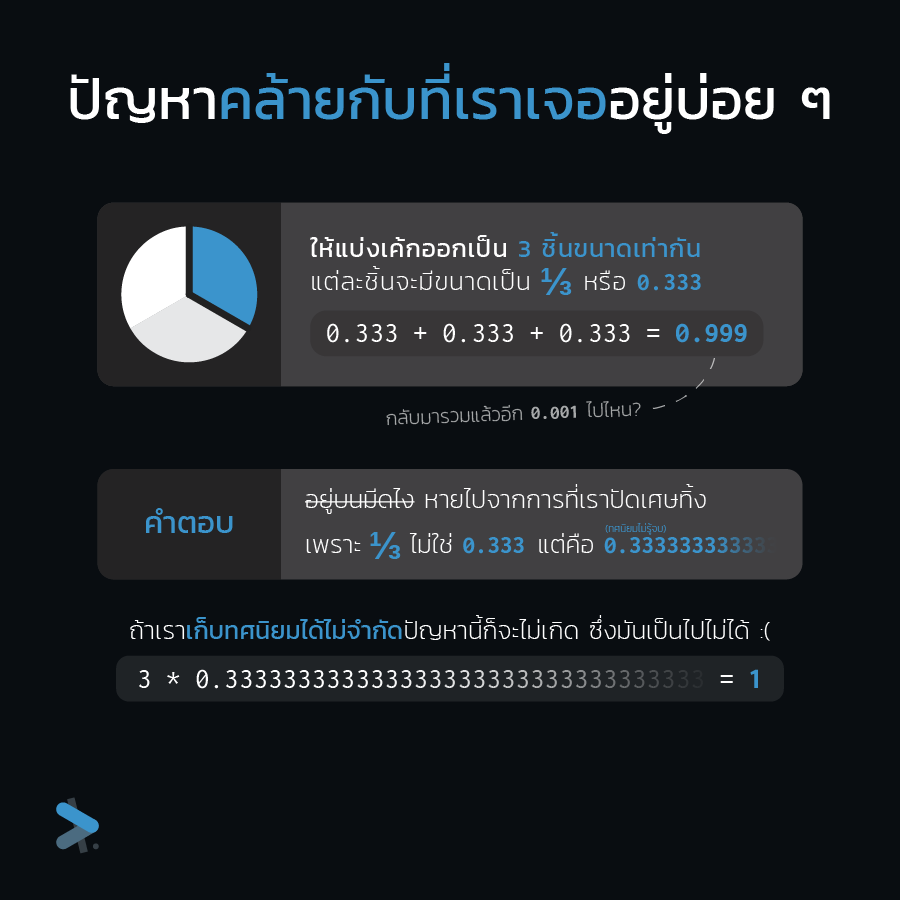 ปัญหาคล้ายกับที่เราเจออยู่บ่อย ๆ
ให้แบ่งเค้กออกเป็น 3 ชิ้นขนาดเท่ากัน
แต่ละชิ้นจะมีขนาดเป็น ⅓ หรือ 0.333
0.333 + 0.333 + 0.333 = 0.999
กลับมารวมแล้วอีก 0.001 ไปไหน?
คำตอบ
อยู่บนมีดไง หายไปจากการที่เราปัดเศษทิ้ง
(ทศนิยมไม่รู้จบ)
เพราะ ⅓ ไม่ใช่ 0.333 แต่คือ 0.3333333333333
ถ้าเราเก็บทศนิยมได้ไม่จำกัดปัญหานี้ก็จะไม่เกิด ซึ่งมันเป็นไปไม่ได้ :(
3 * 0.333333333333333333333333333333333 = 1